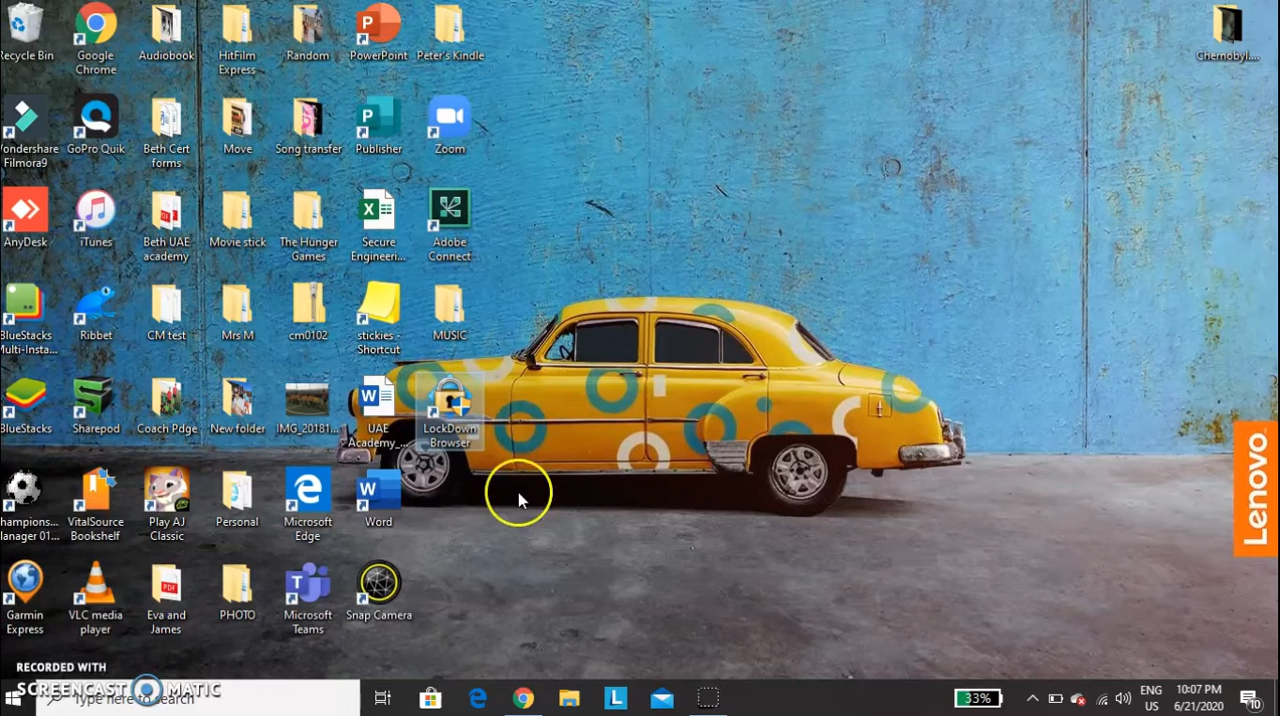 Recycle Bin
Google
Chrome
Audiobook
HitFilm
Express
Random
PowerPoint
Peter's Kindle
Chernobyl....
Wondershare
Filmora9
GoPro Quik
Beth Cert
forms
Move
Song transfer
Publisher
Zoom
AnyDesk
iTunes
Beth UAE
academy
Movie stick
The Hunger
Games
Secure
Engineeri...
Adobe
Connect
BlueStacks
Multi-Insta...
Ribbet
CM test
Mrs M
cm0102
stickies -
Shortcut
MUSIC
BlueStacks
Sharepod
Coach Pdge
New folder
IMG_20181...
UAE
Academy_...
LockDown
Browser
hampions...
Manager 01...
VitalSource
Bookshelf
Play AJ
Classic
Personal
Microsoft
Edge
Word
Lenovo
Garmin
Express
VLC media
player
Eva and
James
PHOTO
Microsoft
Teams
Snap Camera
RECORDED WITH
SCREENCAST MATIC
Type here to search
33%
ENG
US
10:07 PM
6/21/2020
10